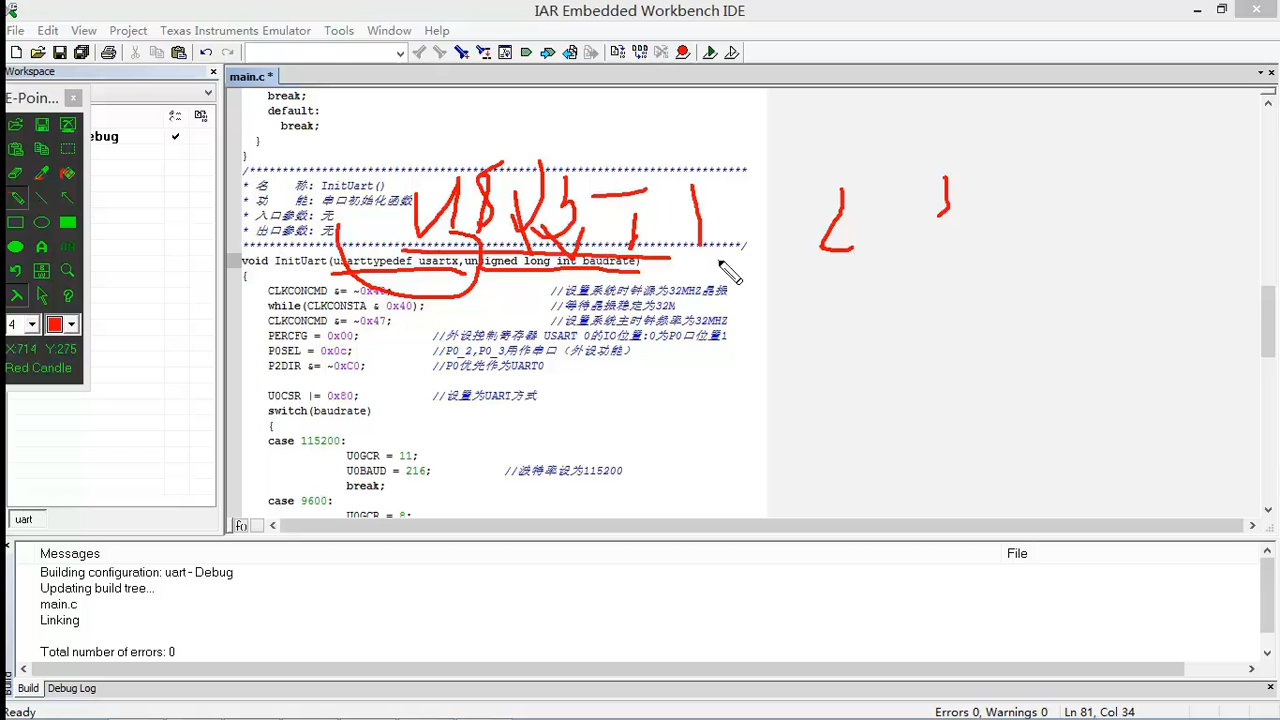 IAR Embedded Workbench IDE
File Edit View Project Texas Instruments Emulator Tools Window Help
Workspace
main.c *
E-Poin...
ebug
break;
default:
break;
}
}
/*
* 名 称: InitUart()
* 功 能: 串口初始化函数
* 入口参数: 无
* 出口参数: 无
*/
void InitUart(usarttypedef usartx,unsigned long int baudrate)
{
CLKCONCMD &= ~0x40; //设置系统时钟源为32MHZ晶振
while(CLKCONSTA & 0x40); //等待晶振稳定为32M
CLKCONCMD &= ~0x47; //设置系统主时钟频率为32MHZ
PERCFG = 0x00; //外设控制寄存器 USART 0的IO位置:0为P0口位置1
P0SEL = 0x0c; //P0_2,P0_3用作串口（外设功能）
P2DIR &= ~0xC0; //P0优先作为UART0
U0CSR |= 0x80; //设置为UART方式
switch(baudrate)
{
case 115200:
U0GCR = 11;
U0BAUD = 216; //波特率设为115200
break;
case 9600:
U0GCR = 8;
4
X:714 Y:275
Red Candle
uart
Messages File
Building configuration: uart - Debug
Updating build tree...
main.c
Linking
Total number of errors: 0
Build Debug Log
Ready Errors 0, Warnings 0 Ln 81, Col 34